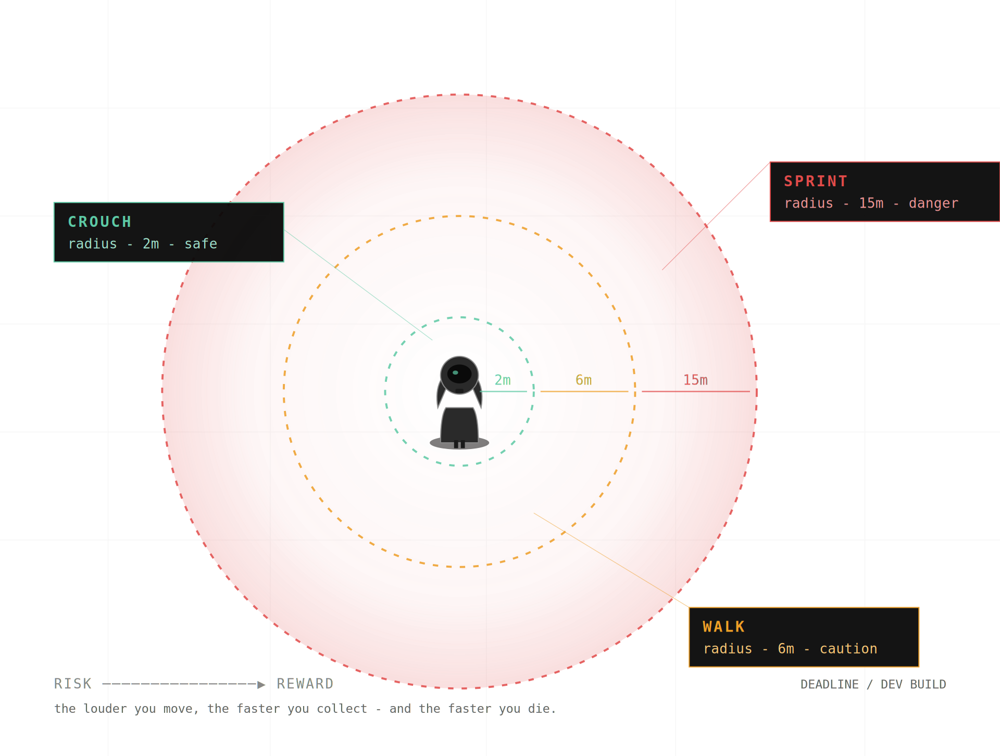 SPRINT
radius - 15m - danger
CROUCH
radius - 2m - safe
2m
6m
15m
WALK
radius - 6m - caution
RISK ────────────────▶ REWARD
DEADLINE / DEV BUILD
the louder you move, the faster you collect - and the faster you die.